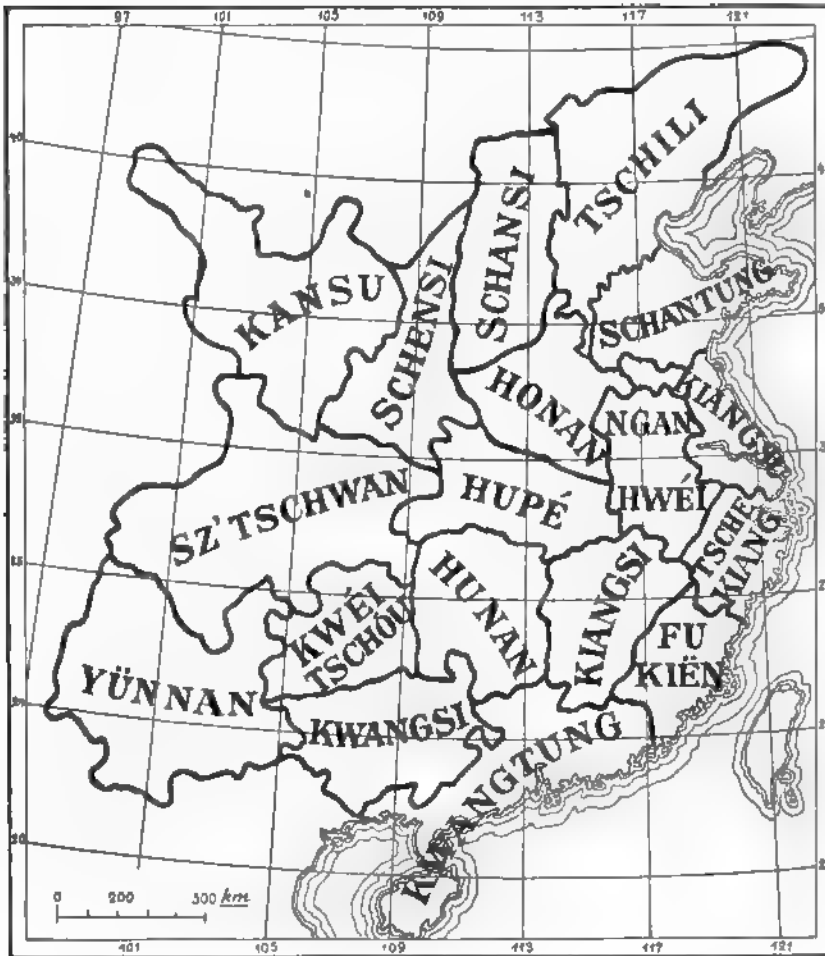 97 101 105 109 113 117 121
TSCHILI
SCHANSI
KANSU
SCHENSI
SCHANTUNG
HONAN
KIANGSU
NGAN
HWÉI
SZ'TSCHWAN
HUPÉ
TSCHE
KIANG
KWÉI
TSCHOU
HUNAN
KIANGSI
FU
KIËN
YÜNNAN
KWANGSI
KWANGTUNG
0 200 300 km
101 105 109 113 117 121